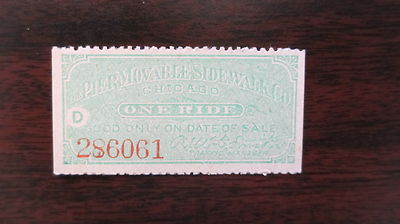 PIER MOVABLE SIDEWALK CO.
CHICAGO
ONE RIDE
D
GOOD ONLY ON DATE OF SALE
286061